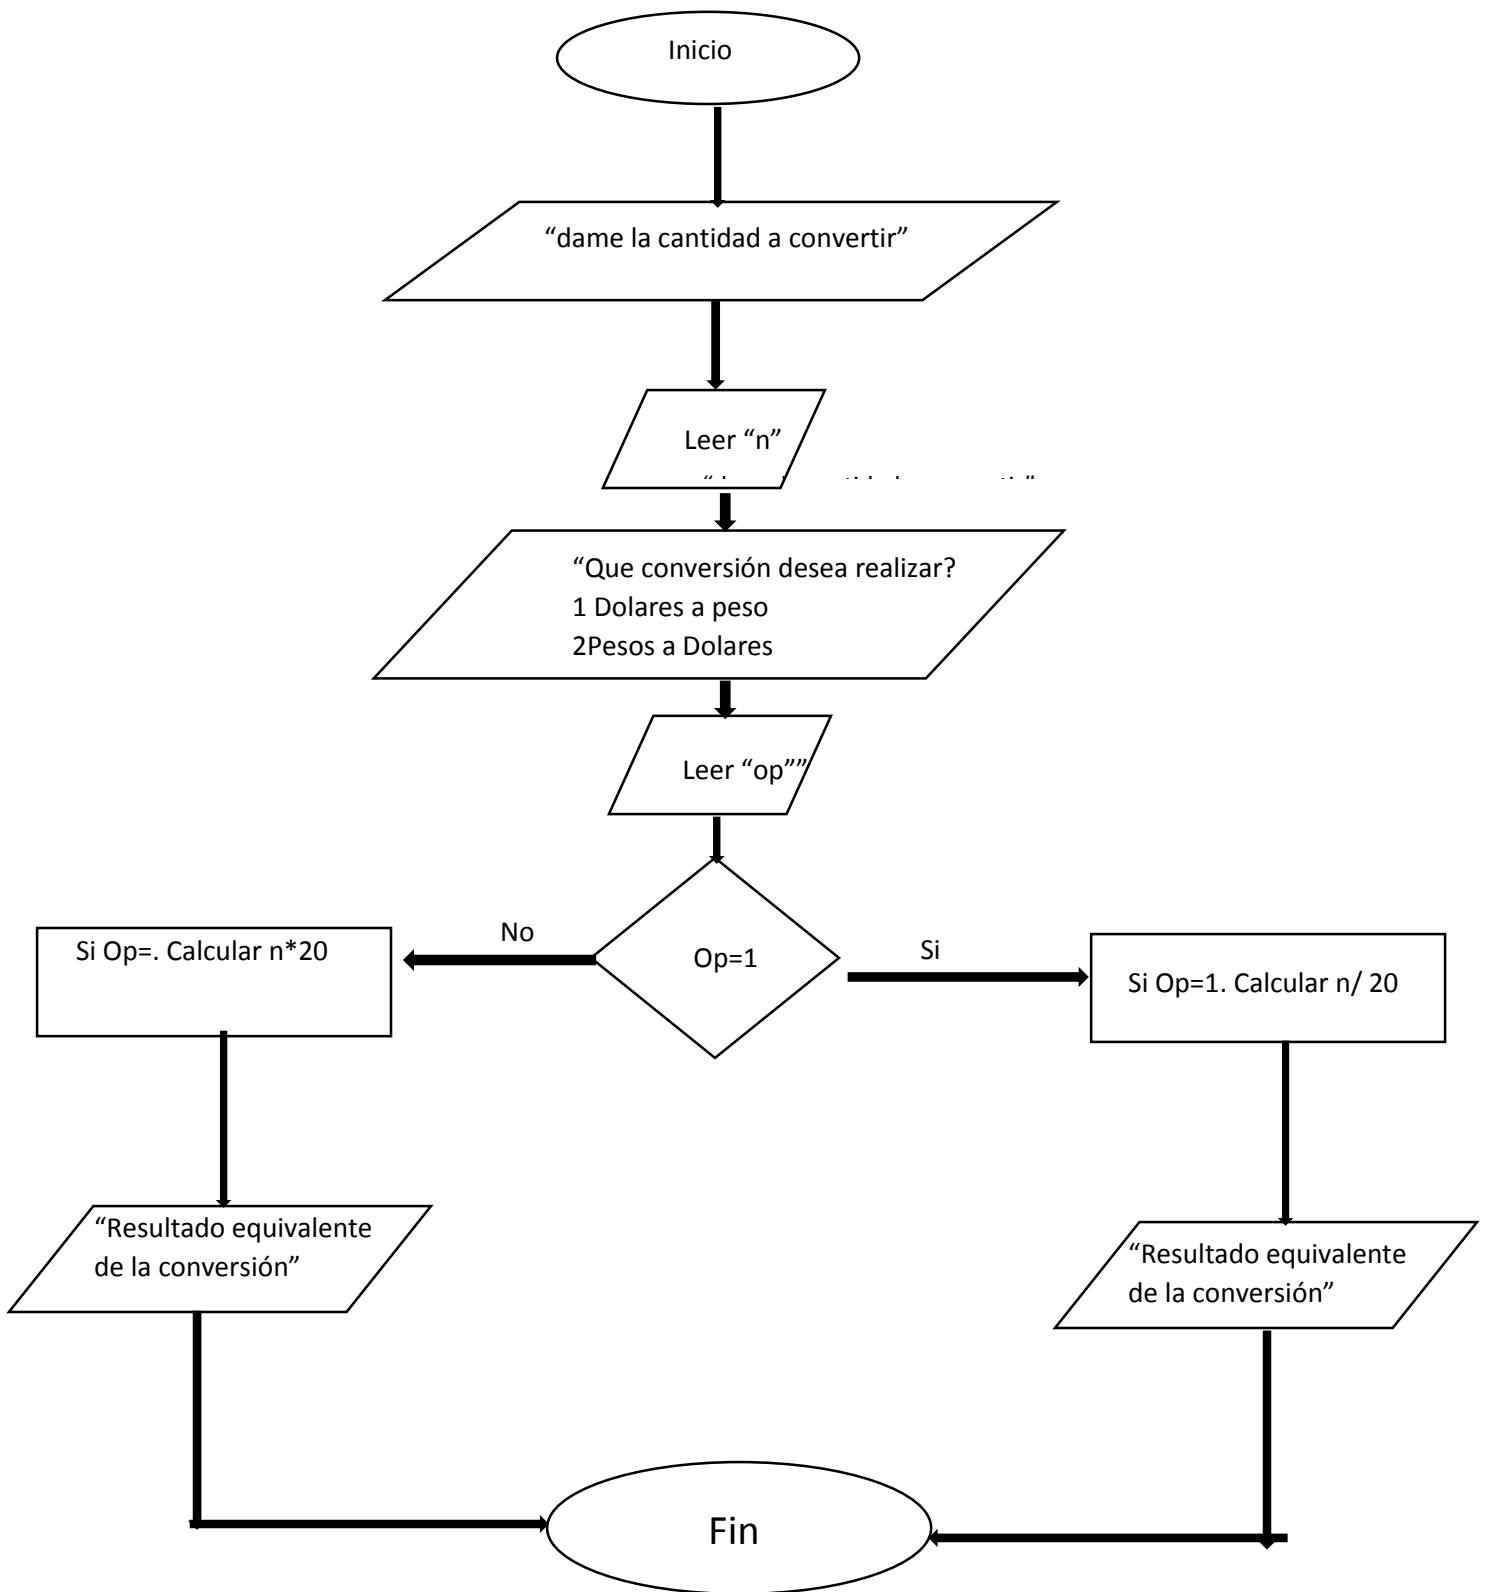 Inicio
“dame la cantidad a convertir”
Leer “n”
“Que conversión desea realizar?
1 Dolares a peso
2Pesos a Dolares
Leer “op””
No
Op=1
Si
Si Op=. Calcular n*20
Si Op=1. Calcular n/ 20
“Resultado equivalente
de la conversión”
“Resultado equivalente
de la conversión”
Fin